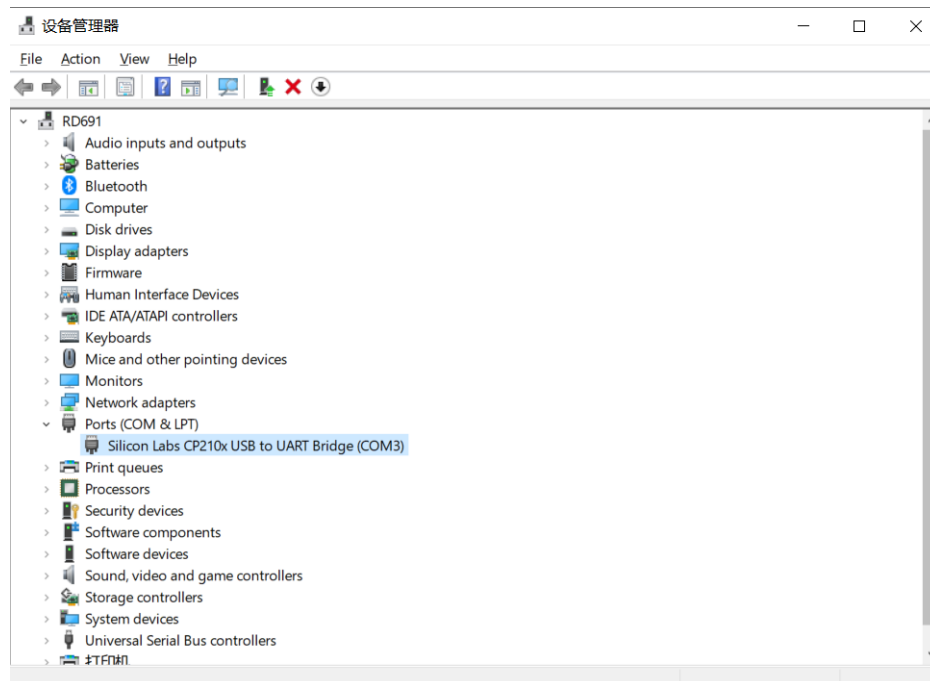 设备管理器
File Action View Help
RD691
Audio inputs and outputs
Batteries
Bluetooth
Computer
Disk drives
Display adapters
Firmware
Human Interface Devices
IDE ATA/ATAPI controllers
Keyboards
Mice and other pointing devices
Monitors
Network adapters
Ports (COM & LPT)
Silicon Labs CP210x USB to UART Bridge (COM3)
Print queues
Processors
Security devices
Software components
Software devices
Sound, video and game controllers
Storage controllers
System devices
Universal Serial Bus controllers
打印机